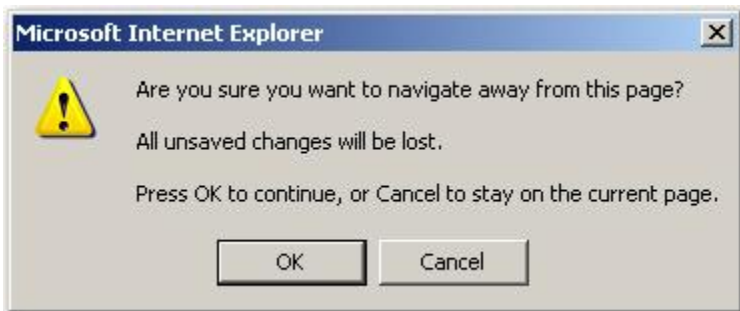 Microsoft Internet Explorer
Are you sure you want to navigate away from this page?
All unsaved changes will be lost.
Press OK to continue, or Cancel to stay on the current page.
OK
Cancel